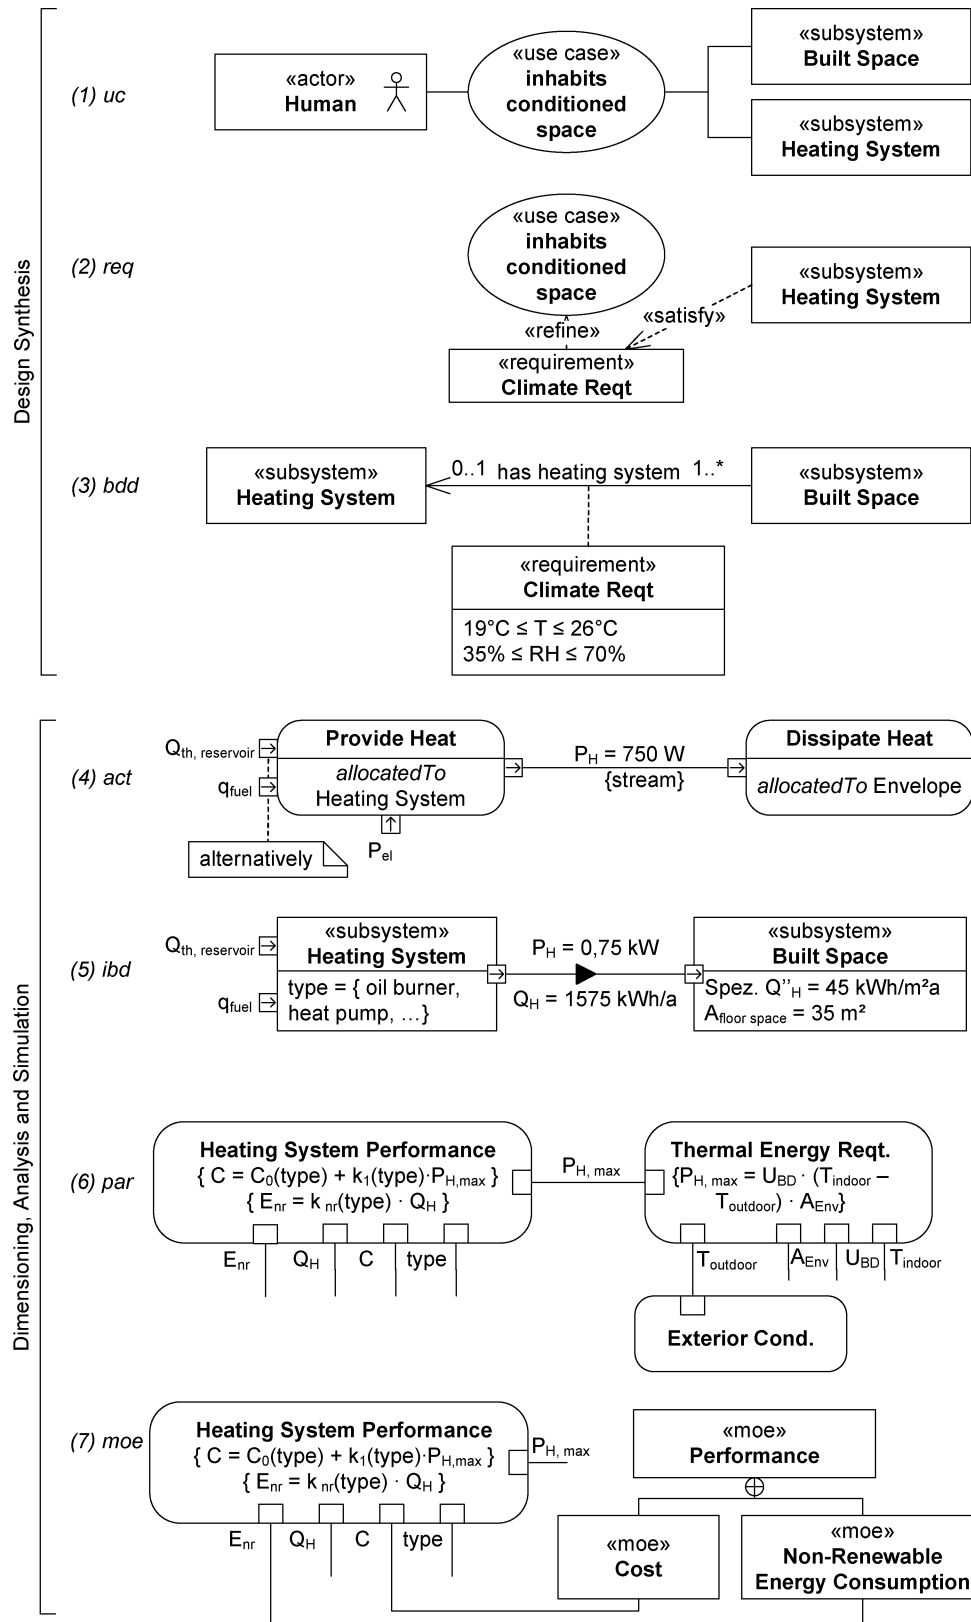 Design Synthesis
(1) uc
«actor»
Human
«use case»
inhabits
conditioned
space
«subsystem»
Built Space
«subsystem»
Heating System
(2) req
«use case»
inhabits
conditioned
space
«subsystem»
Heating System
«satisfy»
«refine»
«requirement»
Climate Reqt
(3) bdd
«subsystem»
Heating System
0..1 has heating system 1..*
«subsystem»
Built Space
«requirement»
Climate Reqt
19°C ≤ T ≤ 26°C
35% ≤ RH ≤ 70%
Dimensioning, Analysis and Simulation
(4) act
Qth, reservoir
qfuel
Provide Heat
allocatedTo
Heating System
alternatively
Pel
PH = 750 W
{stream}
Dissipate Heat
allocatedTo Envelope
(5) ibd
Qth, reservoir
qfuel
«subsystem»
Heating System
type = { oil burner,
heat pump, …}
PH = 0,75 kW
QH = 1575 kWh/a
«subsystem»
Built Space
Spez. Q''H = 45 kWh/m²a
Afloor space = 35 m²
(6) par
Heating System Performance
{ C = C0(type) + k1(type)·PH,max }
{ Enr = k nr(type) · QH }
Enr QH C type
PH, max
Thermal Energy Reqt.
{PH, max = UBD · (Tindoor –
Toutdoor) · AEnv}
Toutdoor AEnv UBD Tindoor
Exterior Cond.
(7) moe
Heating System Performance
{ C = C0(type) + k1(type)·PH,max }
{ Enr = k nr(type) · QH }
Enr QH C type
PH, max
«moe»
Performance
«moe»
Cost
«moe»
Non-Renewable
Energy Consumption